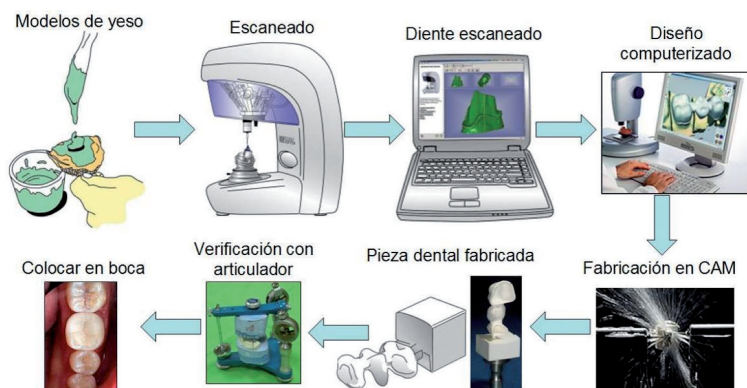 Modelos de yeso
Escaneado
Diente escaneado
Diseño
computerizado
Fabricación en CAM
Pieza dental fabricada
Verificación con
articulador
Colocar en boca